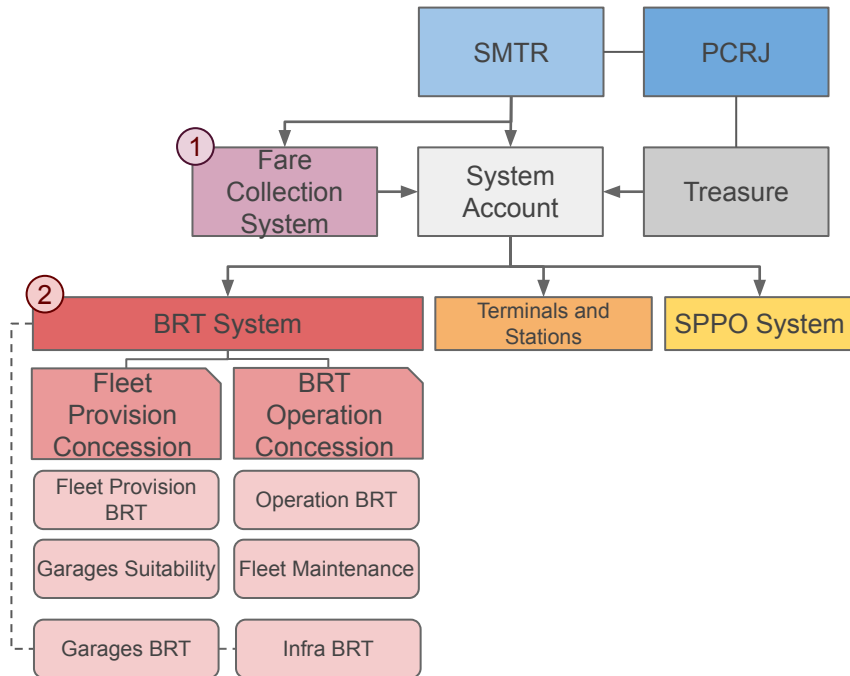 SMTR
PCRJ
1
Fare
Collection
System
System
Account
Treasure
2
BRT System
Terminals and
Stations
SPPO System
Fleet
Provision
Concession
BRT
Operation
Concession
Fleet Provision
BRT
Operation BRT
Garages Suitability
Fleet Maintenance
Garages BRT
Infra BRT